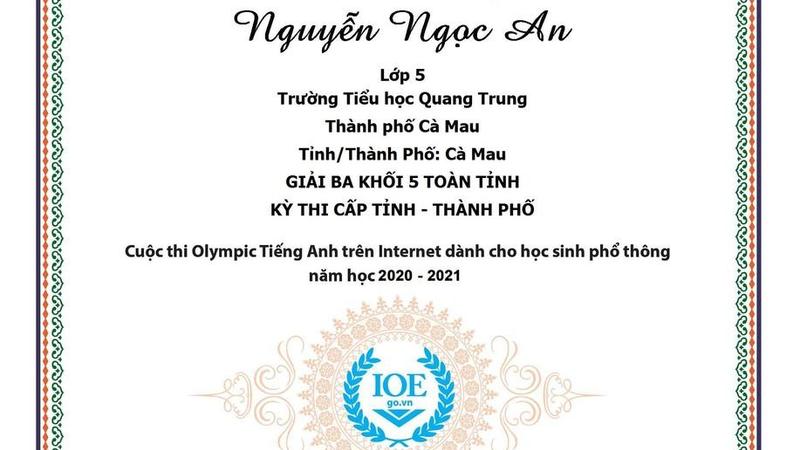 Nguyễn Ngọc An
Lớp 5
Trường Tiểu học Quang Trung
Thành phố Cà Mau
Tỉnh/Thành Phố: Cà Mau
GIẢI BA KHỐI 5 TOÀN TỈNH
KỲ THI CẤP TỈNH - THÀNH PHỐ
Cuộc thi Olympic Tiếng Anh trên Internet dành cho học sinh phổ thông
năm học 2020 - 2021
IOE
go.vn